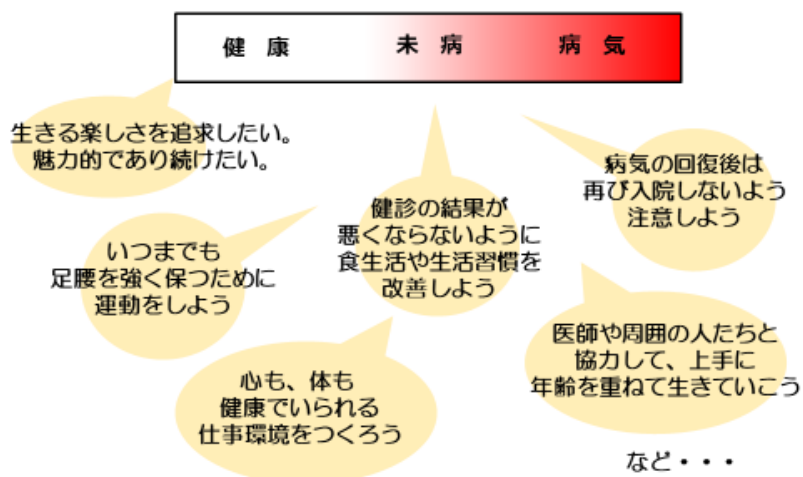 健 康 未 病 病 気
生きる楽しさを追求したい。
魅力的であり続けたい。
病気の回復後は
再び入院しないよう
注意しよう
健診の結果が
悪くならないように
食生活や生活習慣を
改善しよう
いつまでも
足腰を強く保つために
運動をしよう
医師や周囲の人たちと
協力して、上手に
年齢を重ねて生きていこう
心も、体も
健康でいられる
仕事環境をつくろう
など・・・